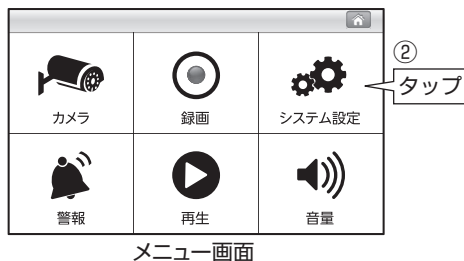 ②
タップ
カメラ
録画
システム設定
警報
再生
音量
メニュー画面